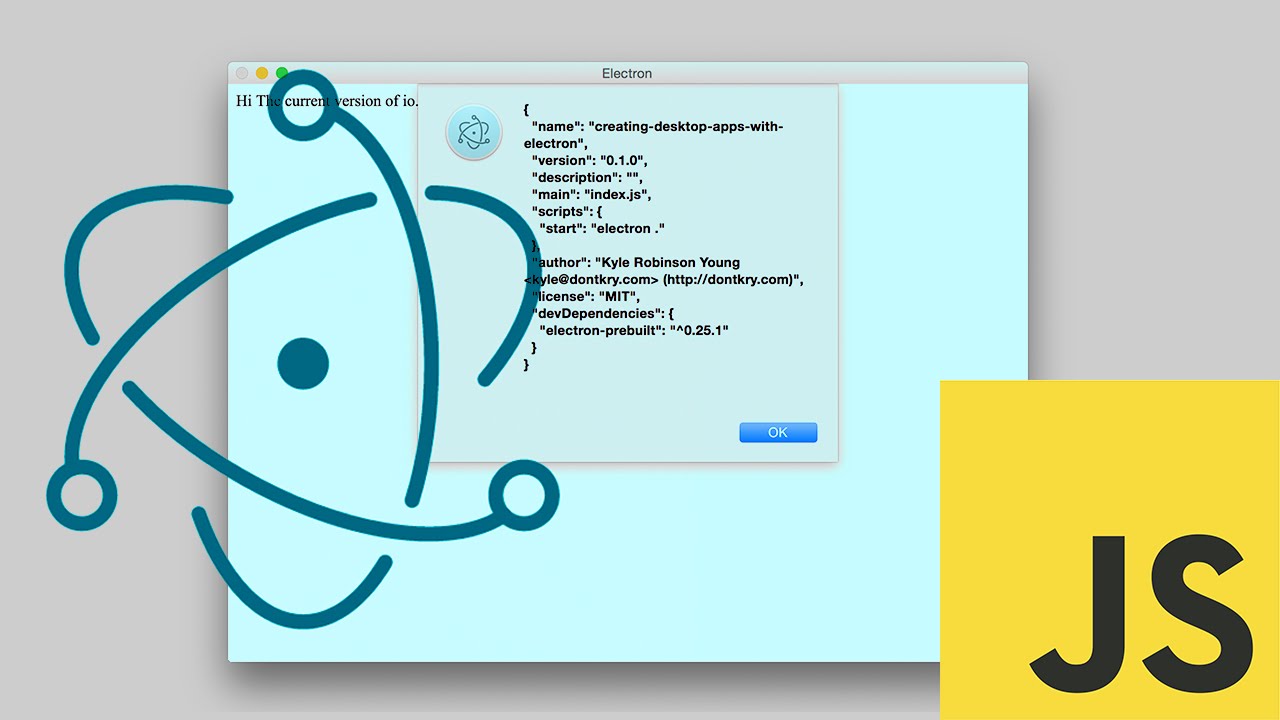 Electron
Hi The current version of io.
{
"name": "creating-desktop-apps-with-
electron",
"version": "0.1.0",
"description": "",
"main": "index.js",
"scripts": {
"start": "electron ."
},
"author": "Kyle Robinson Young
<kyle@dontkry.com> (http://dontkry.com)",
"license": "MIT",
"devDependencies": {
"electron-prebuilt": "^0.25.1"
}
}
OK
JS